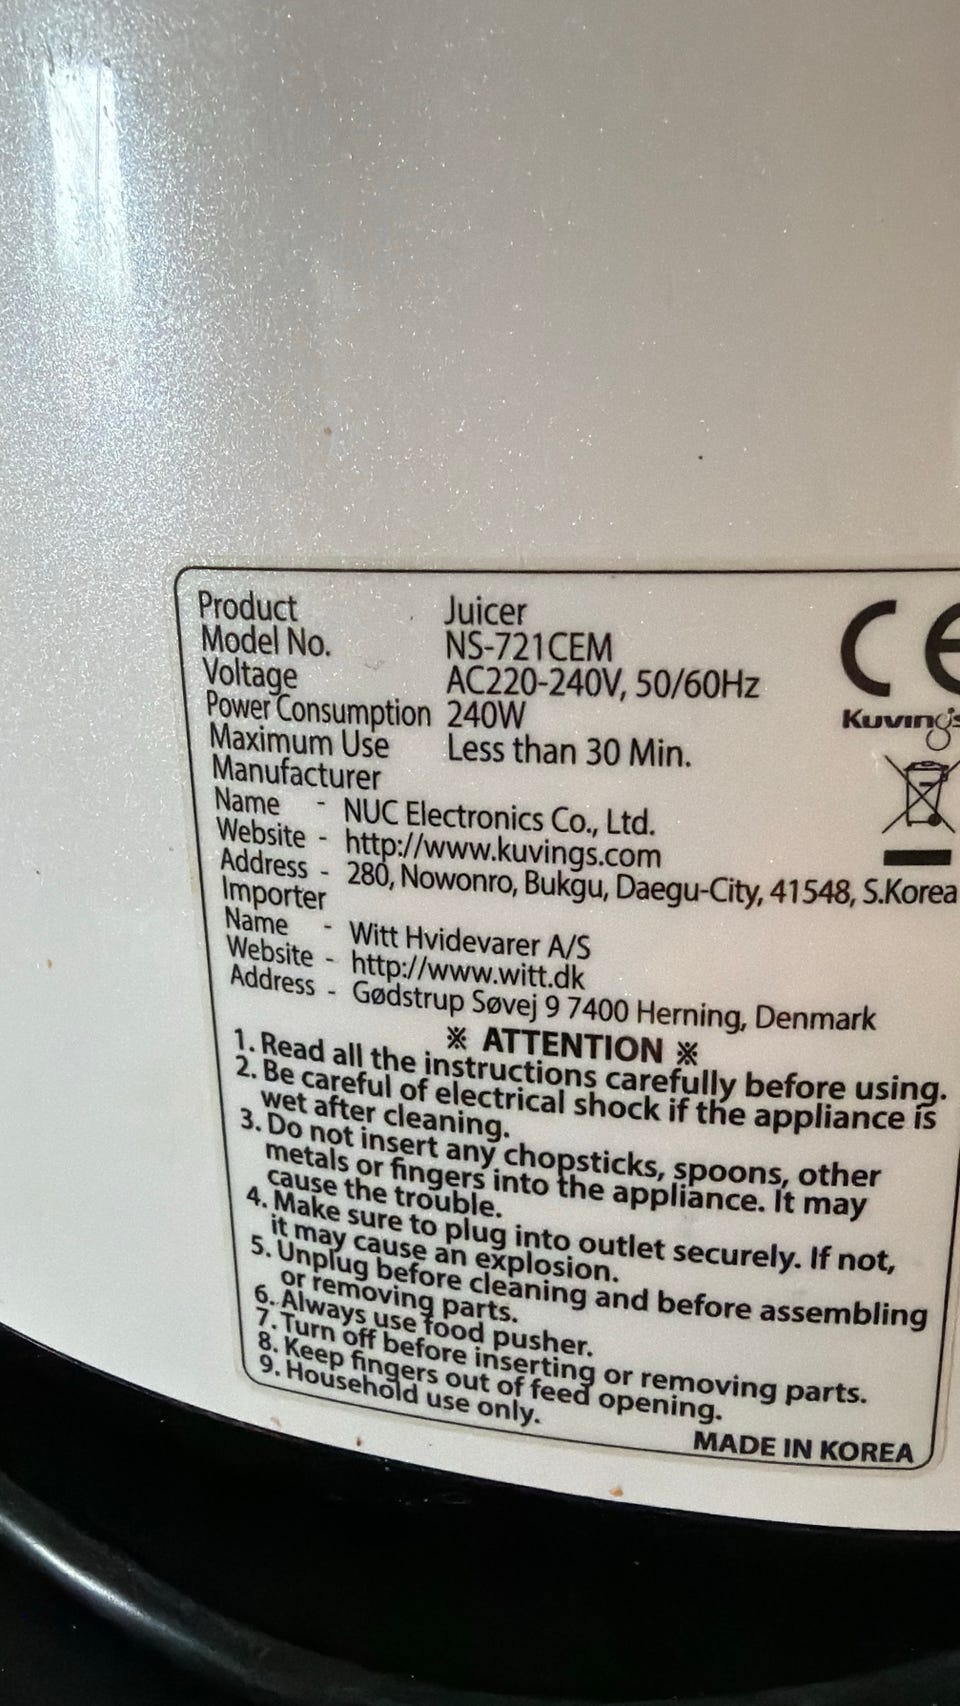 Product Juicer
Model No. NS-721CEM
Voltage AC220-240V, 50/60Hz
Power Consumption 240W
Maximum Use Less than 30 Min.
Manufacturer
Name - NUC Electronics Co., Ltd.
Website - http://www.kuvings.com
Address - 280, Nowonro, Bukgu, Daegu-City, 41548, S.Korea
Importer
Name - Witt Hvidevarer A/S
Website - http://www.witt.dk
Address - Gødstrup Søvej 9 7400 Herning, Denmark
※ ATTENTION ※
1. Read all the instructions carefully before using.
2. Be careful of electrical shock if the appliance is
wet after cleaning.
3. Do not insert any chopsticks, spoons, other
metals or fingers into the appliance. It may
cause the trouble.
4. Make sure to plug into outlet securely. If not,
it may cause an explosion.
5. Unplug before cleaning and before assembling
or removing parts.
6. Always use food pusher.
7. Turn off before inserting or removing parts.
8. Keep fingers out of feed opening.
9. Household use only.
MADE IN KOREA
CE
Kuvings